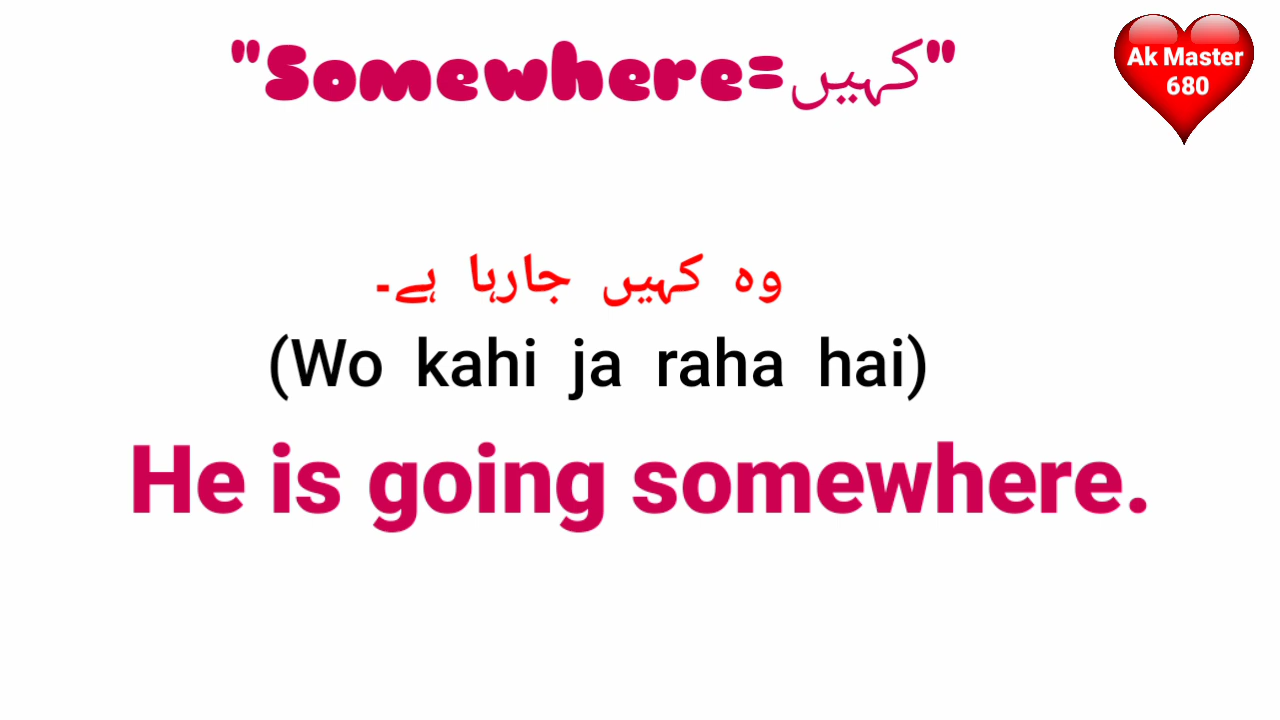 "Somewhere=کہیں"
Ak Master
680
وہ کہیں جارہا ہے۔
(Wo kahi ja raha hai)
He is going somewhere.